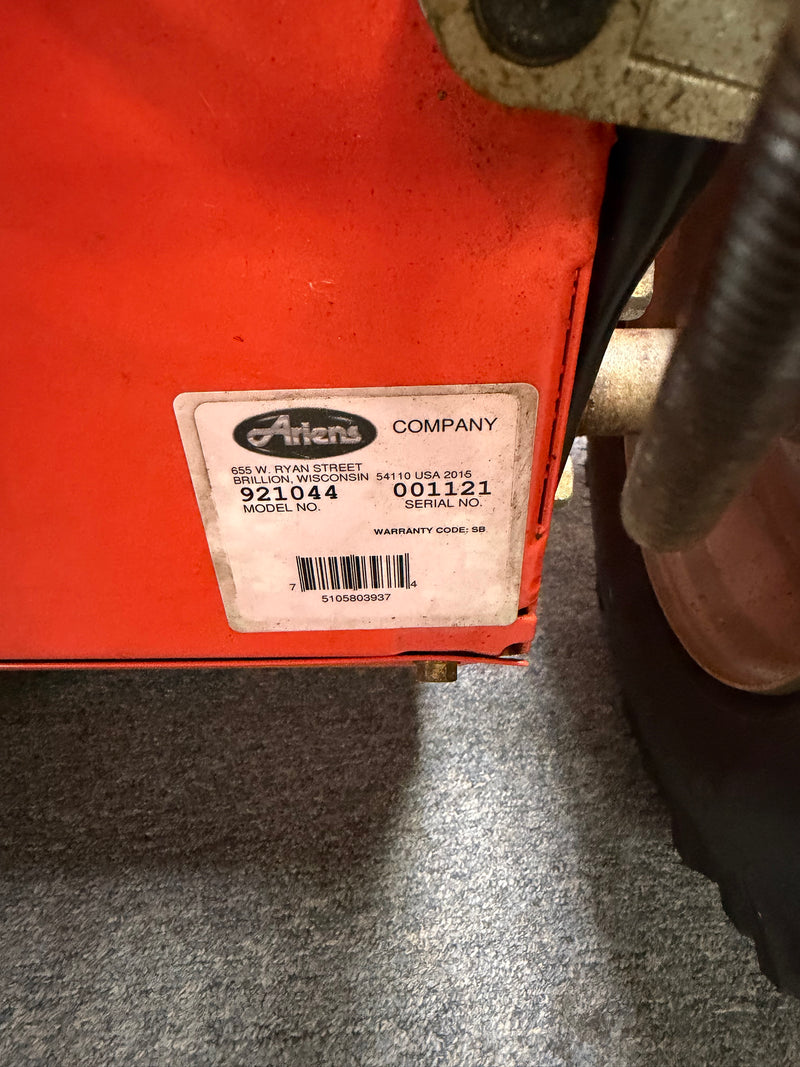 Ariens COMPANY
655 W. RYAN STREET
BRILLION, WISCONSIN 54110 USA 2015
921044 001121
MODEL NO. SERIAL NO.
WARRANTY CODE: SB
7 4
5105803937